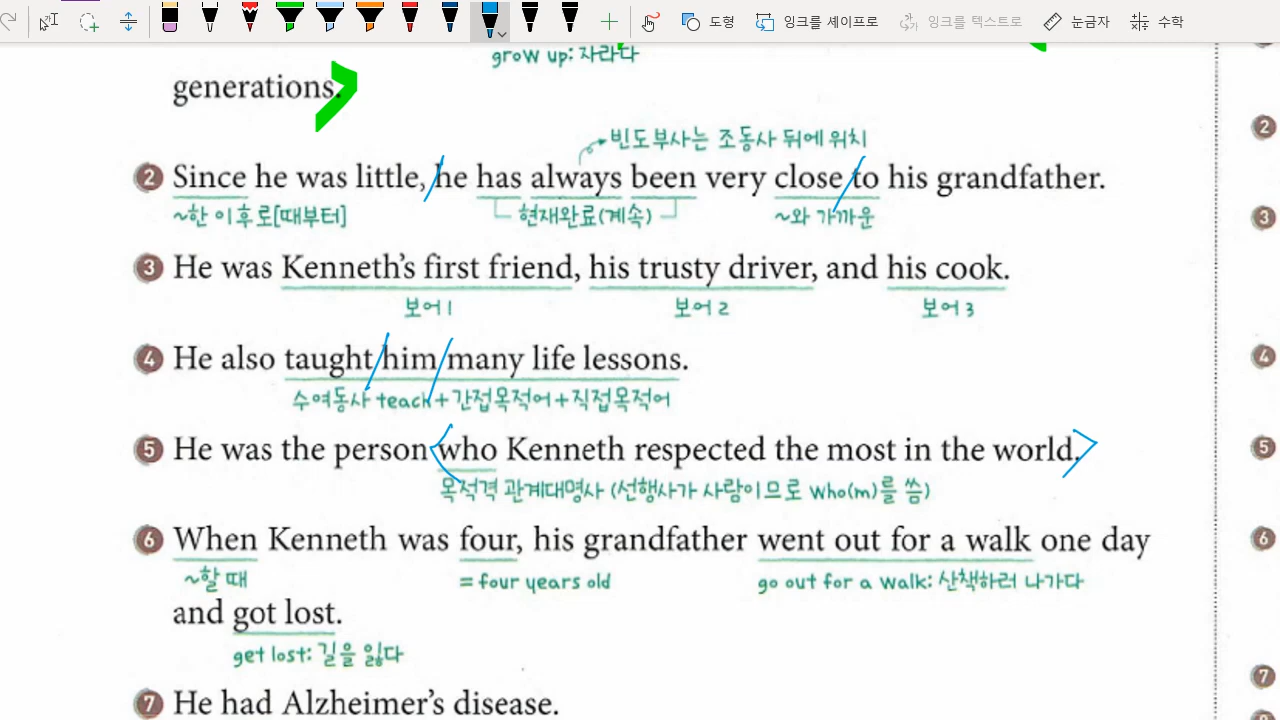 도형 잉크를 셰이프로 잉크를 텍스트로 눈금자 수학
grow up: 자라다
generations.
빈도부사는 조동사 뒤에 위치
2 Since he was little, he has always been very close to his grandfather.
~한 이후로[때부터] 현재완료(계속) ~와 가까운
3 He was Kenneth's first friend, his trusty driver, and his cook.
보어 1 보어 2 보어 3
4 He also taught him many life lessons.
수여동사 teach+간접목적어+직접목적어
5 He was the person who Kenneth respected the most in the world.
목적격 관계대명사 (선행사가 사람이므로 who(m)를 씀)
6 When Kenneth was four, his grandfather went out for a walk one day
~할 때 = four years old go out for a walk: 산책하러 나가다
and got lost.
get lost: 길을 잃다
7 He had Alzheimer's disease.
2
3
4
5
6
7